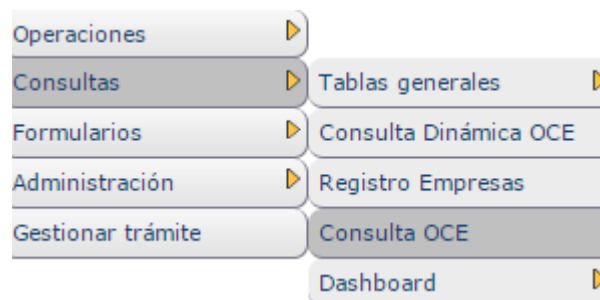 Operaciones
Consultas
Formularios
Administración
Gestionar trámite
Tablas generales
Consulta Dinámica OCE
Registro Empresas
Consulta OCE
Dashboard